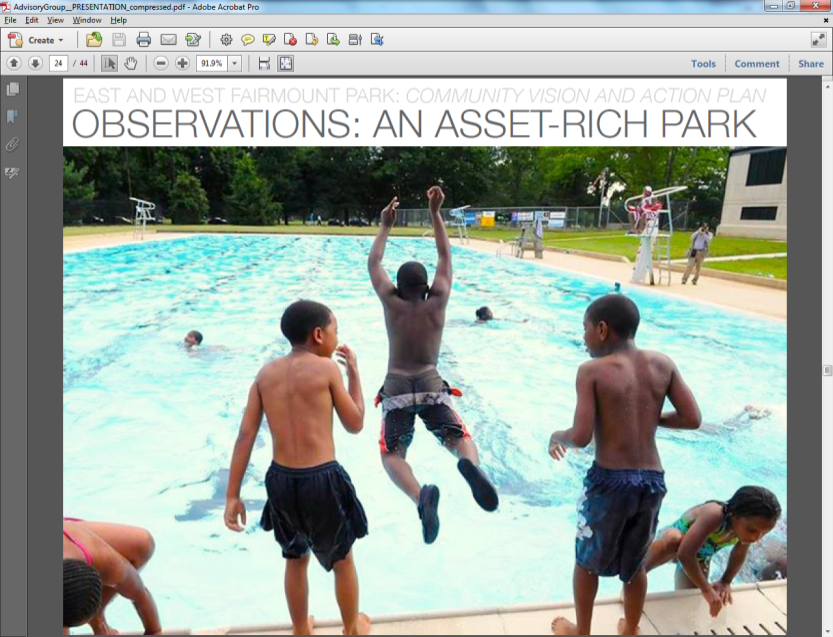 AdvisoryGroup__PRESENTATION_compressed.pdf - Adobe Acrobat Pro
File Edit View Window Help
Create
24 / 44 91.9% Tools Comment Share
EAST AND WEST FAIRMOUNT PARK: COMMUNITY VISION AND ACTION PLAN
OBSERVATIONS: AN ASSET-RICH PARK